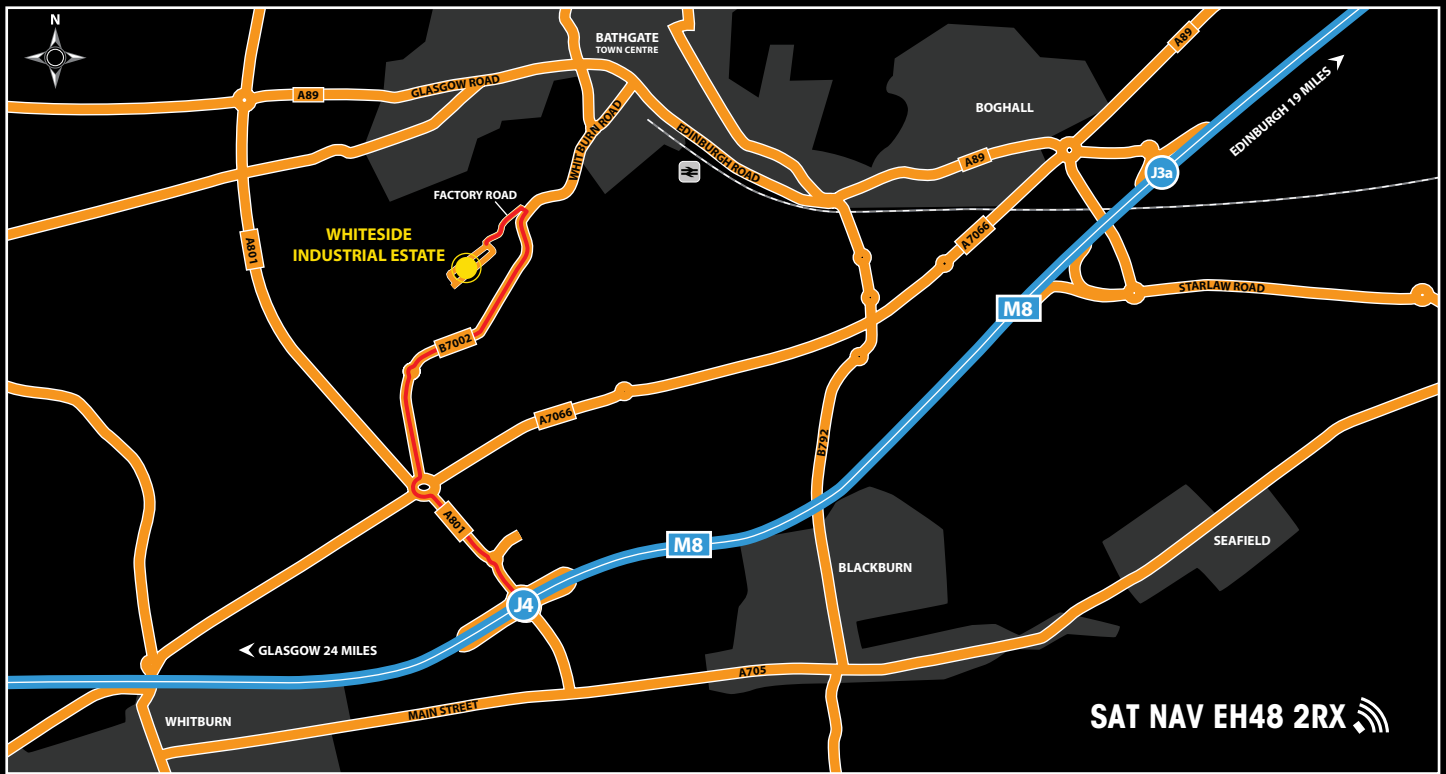 N
BATHGATE
TOWN CENTRE
A89
GLASGOW ROAD
A89
EDINBURGH 19 MILES
BOGHALL
WHITBURN ROAD
EDINBURGH ROAD
A89
J3a
FACTORY ROAD
WHITESIDE
INDUSTRIAL ESTATE
A801
A7066
STARLAW ROAD
M8
B7002
A7066
B792
A801
M8
SEAFIELD
BLACKBURN
J4
GLASGOW 24 MILES
A705
MAIN STREET
WHITBURN
SAT NAV EH48 2RX